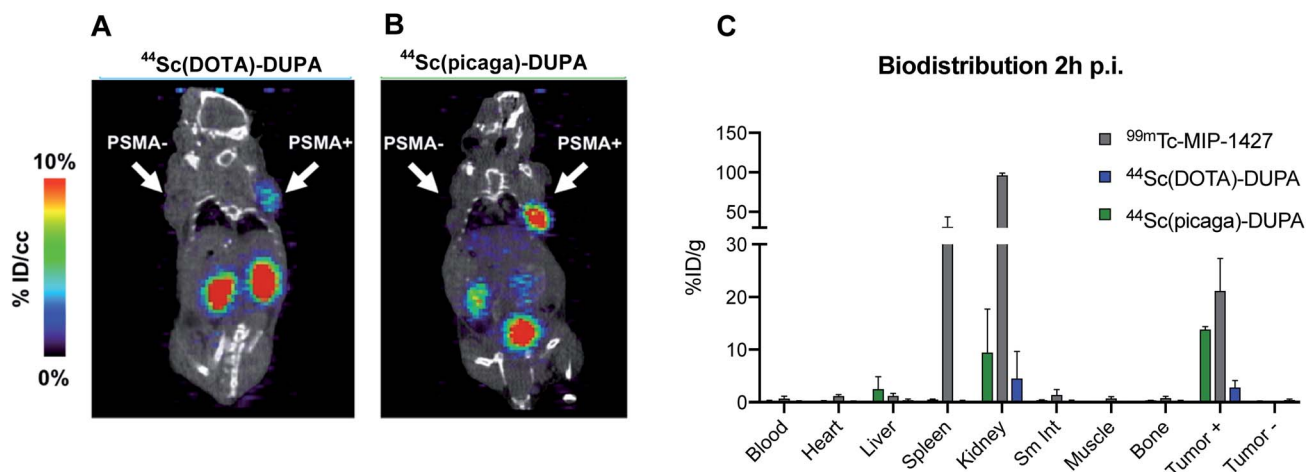 A
⁴⁴Sc(DOTA)-DUPA
PSMA-
PSMA+
10%
% ID/cc
0%
B
⁴⁴Sc(picaga)-DUPA
PSMA-
PSMA+
C
Biodistribution 2h p.i.
⁹⁹ᵐTc-MIP-1427
⁴⁴Sc(DOTA)-DUPA
⁴⁴Sc(picaga)-DUPA
%ID/g
150
100
50
30
20
10
0
Blood
Heart
Liver
Spleen
Kidney
Sm Int
Muscle
Bone
Tumor +
Tumor -